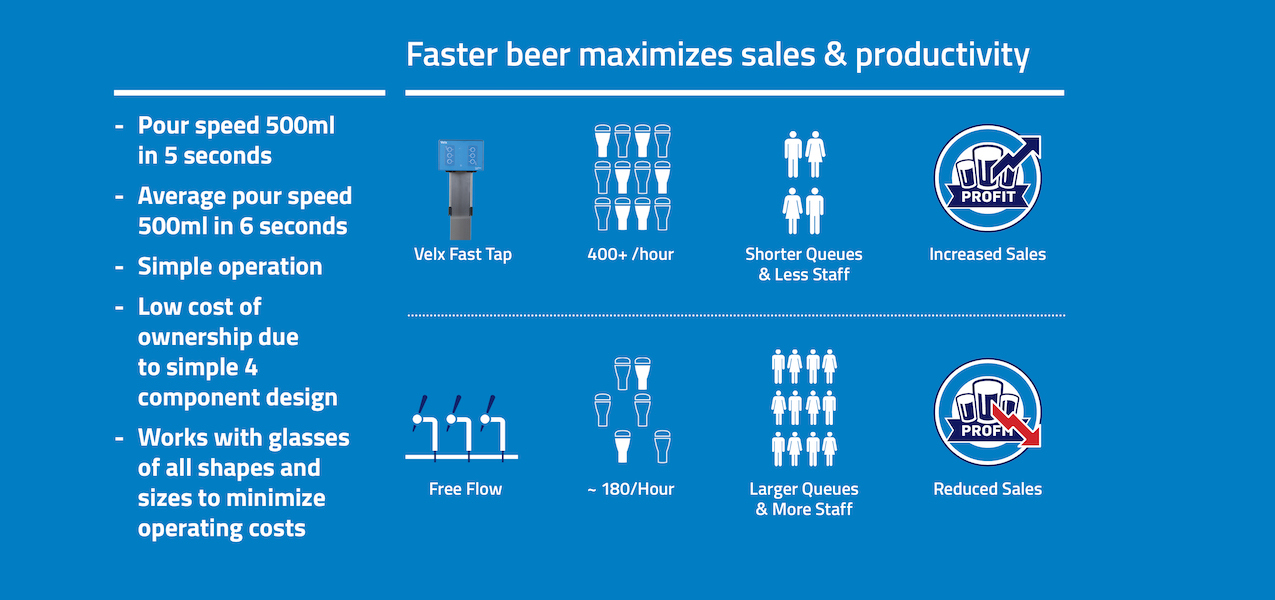 Faster beer maximizes sales & productivity
- Pour speed 500ml
in 5 seconds
- Average pour speed
500ml in 6 seconds
- Simple operation
- Low cost of
ownership due
to simple 4
component design
- Works with glasses
of all shapes and
sizes to minimize
operating costs
Velx Fast Tap
400+ /hour
Shorter Queues
& Less Staff
PROFIT
Increased Sales
Free Flow
~ 180/Hour
Larger Queues
& More Staff
PROFIT
Reduced Sales